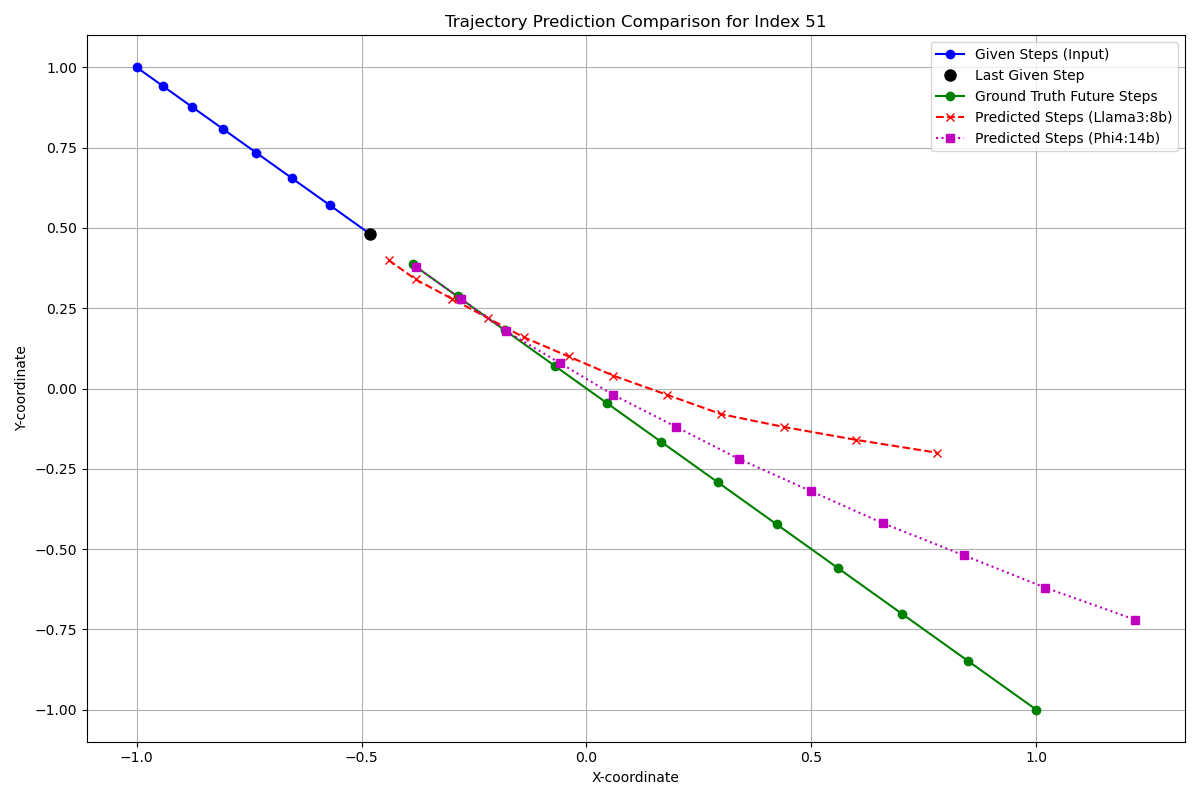 Trajectory Prediction Comparison for Index 51
Given Steps (Input)
Last Given Step
Ground Truth Future Steps
Predicted Steps (Llama3:8b)
Predicted Steps (Phi4:14b)
Y-coordinate
1.00
0.75
0.50
0.25
0.00
−0.25
−0.50
−0.75
−1.00
−1.0
−0.5
0.0
0.5
1.0
X-coordinate